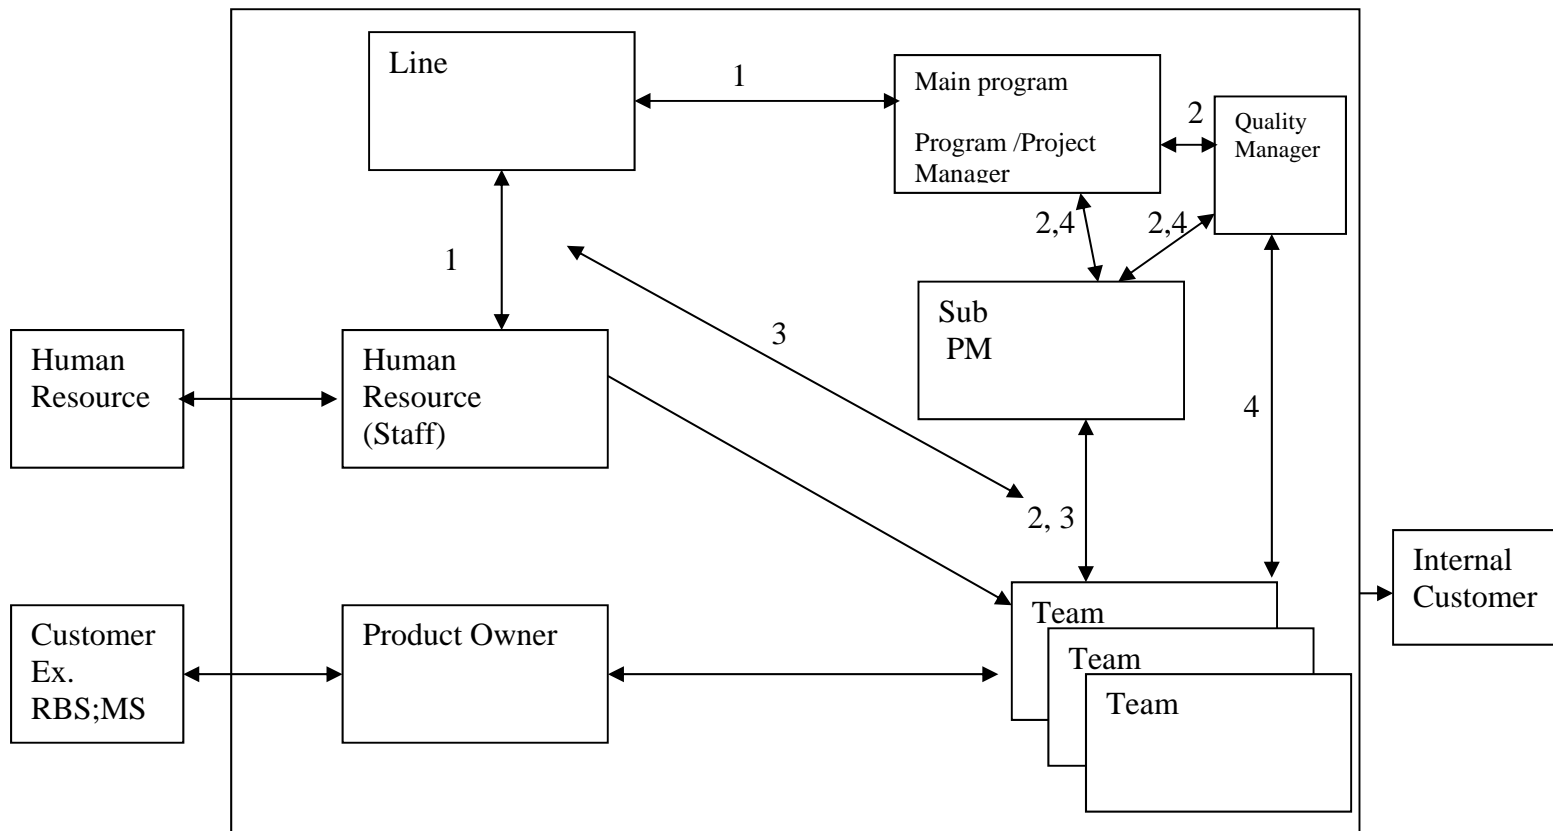 Line
1
Main program
Program /Project
Manager
2
Quality
Manager
2,4
2,4
1
Sub
PM
3
Human
Resource
Human
Resource
(Staff)
4
2, 3
Internal
Customer
Customer
Ex.
RBS;MS
Product Owner
Team
Team
Team